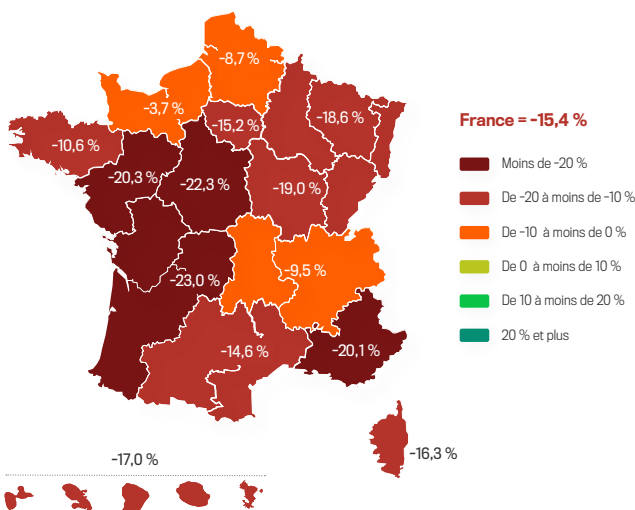 -8,7 %
-3,7 %
-15,2 %
-18,6 %
-10,6 %
-20,3 %
-22,3 %
-19,0 %
-23,0 %
-9,5 %
-14,6 %
-20,1 %
-16,3 %
-17,0 %
France = -15,4 %
Moins de -20 %
De -20 à moins de -10 %
De -10 à moins de 0 %
De 0 à moins de 10 %
De 10 à moins de 20 %
20 % et plus